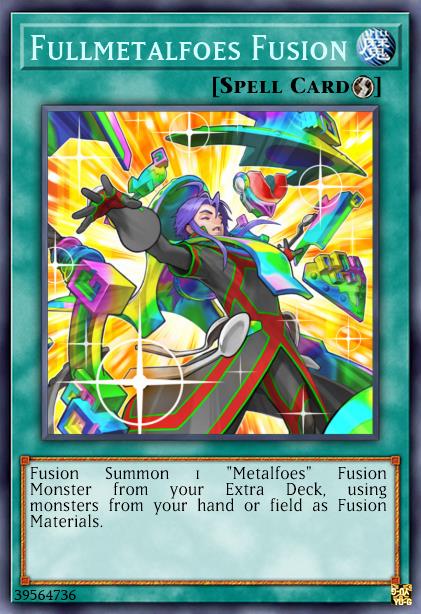 FULLMETALFOES FUSION 魔
[SPELL CARD]
Fusion Summon 1 "Metalfoes" Fusion
Monster from your Extra Deck, using
monsters from your hand or field as Fusion
Materials.
39564736